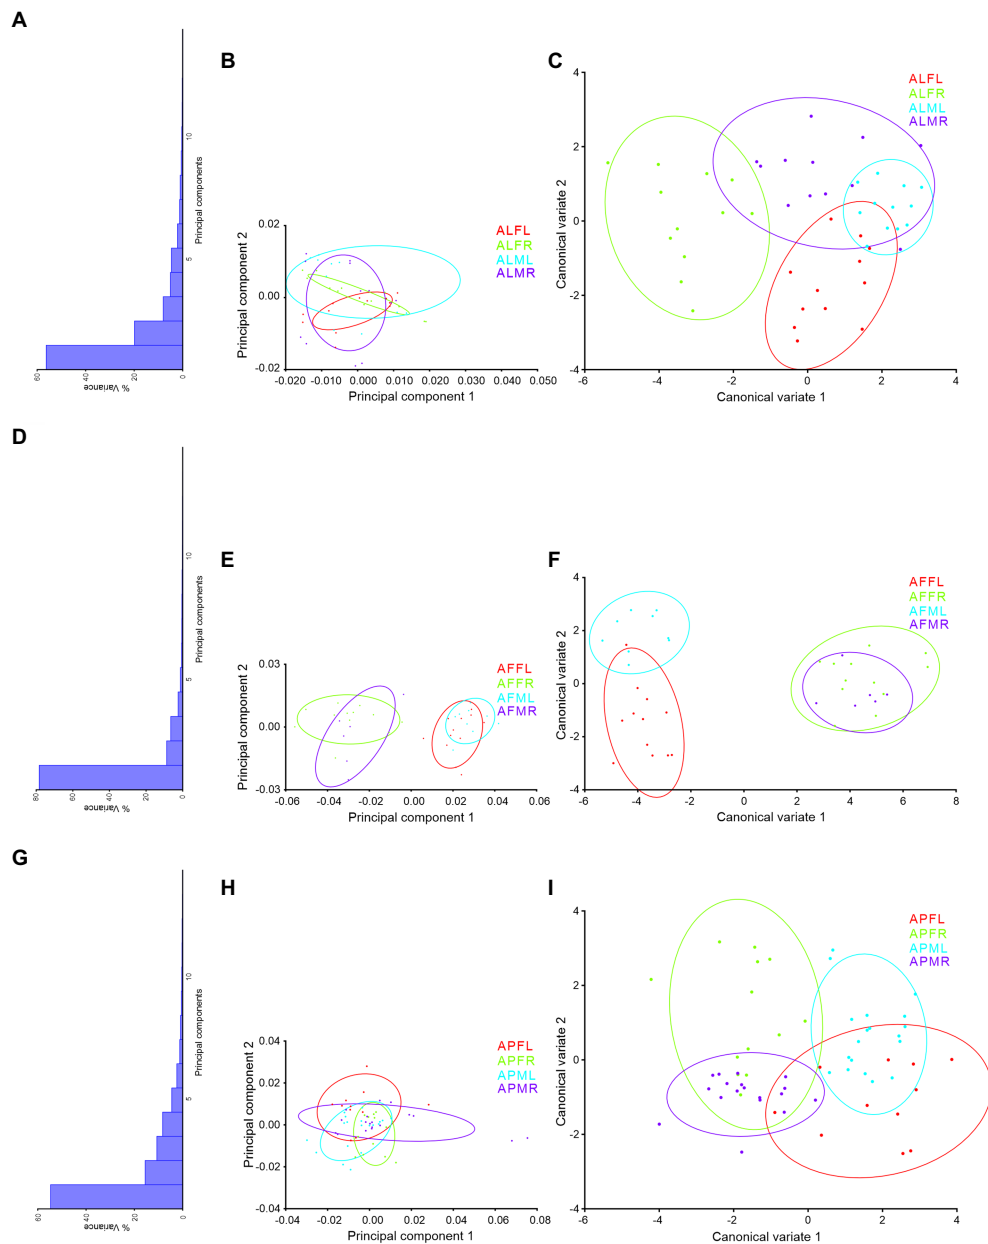 A
10
Principal components
5
60
40
20
0
% Variance
B
0.02
0.00
-0.02
Principal component 2
-0.020 -0.010 0.000 0.010 0.020 0.030 0.040 0.050
Principal component 1
ALFL
ALFR
ALML
ALMR
C
4
2
0
-2
-4
Canonical variate 2
-6 -4 -2 0 2 4
Canonical variate 1
ALFL
ALFR
ALML
ALMR
D
10
Principal components
5
80
60
40
20
0
% Variance
E
0.03
0.00
-0.03
Principal component 2
-0.06 -0.04 -0.02 0.00 0.02 0.04 0.06
Principal component 1
AFFL
AFFR
AFML
AFMR
F
4
2
0
-2
-4
Canonical variate 2
-6 -4 -2 0 2 4 6 8
Canonical variate 1
AFFL
AFFR
AFML
AFMR
G
10
Principal components
5
60
40
20
0
% Variance
H
0.04
0.02
0.00
-0.02
-0.04
Principal component 2
-0.04 -0.02 0.00 0.02 0.04 0.06 0.08
Principal component 1
APFL
APFR
APML
APMR
I
4
2
0
-2
-4
Canonical variate 2
-4 -2 0 2 4
Canonical variate 1
APFL
APFR
APML
APMR